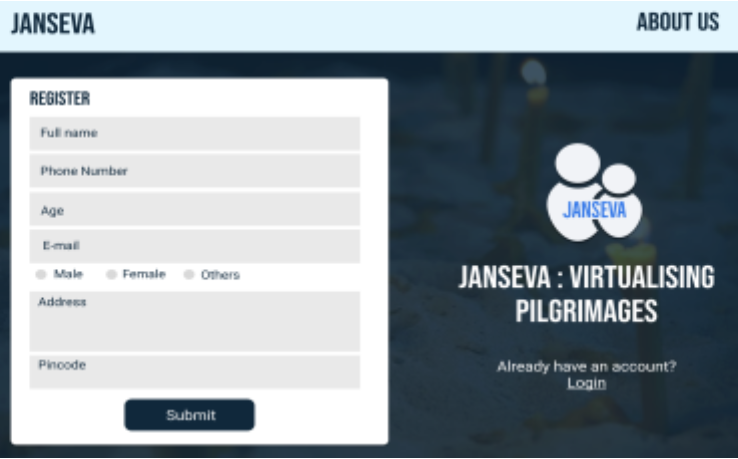 JANSEVA
ABOUT US
REGISTER
Full name
Phone Number
Age
E-mail
Male Female Others
Address
Pincode
Submit
JANSEVA
JANSEVA : VIRTUALISING
PILGRIMAGES
Already have an account?
Login